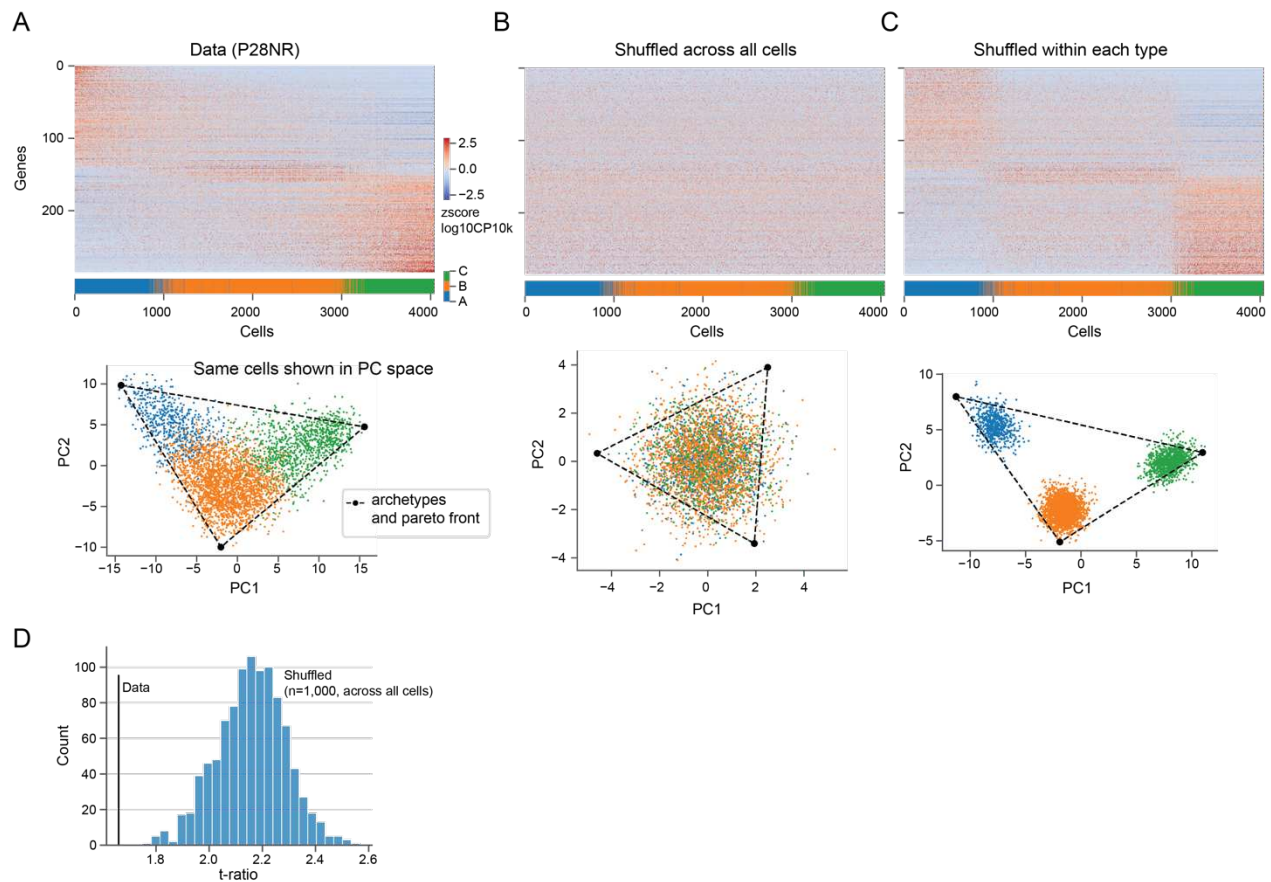 A
Data (P28NR)
0
100
200
Genes
2.5
0.0
−2.5
zscore
log10CP10k
C
B
A
0 1000 2000 3000 4000
Cells
Same cells shown in PC space
10
5
0
−5
−10
PC2
−15 −10 −5 0 5 10 15
PC1
archetypes
and pareto front
B
Shuffled across all cells
0 1000 2000 3000 4000
Cells
4
2
0
−2
−4
PC2
−4 −2 0 2 4
PC1
C
Shuffled within each type
0 1000 2000 3000 4000
Cells
10
5
0
−5
PC2
−10 −5 0 5 10
PC1
D
100
80
60
40
20
0
Count
Data
Shuffled
(n=1,000, across all cells)
1.8 2.0 2.2 2.4 2.6
t-ratio